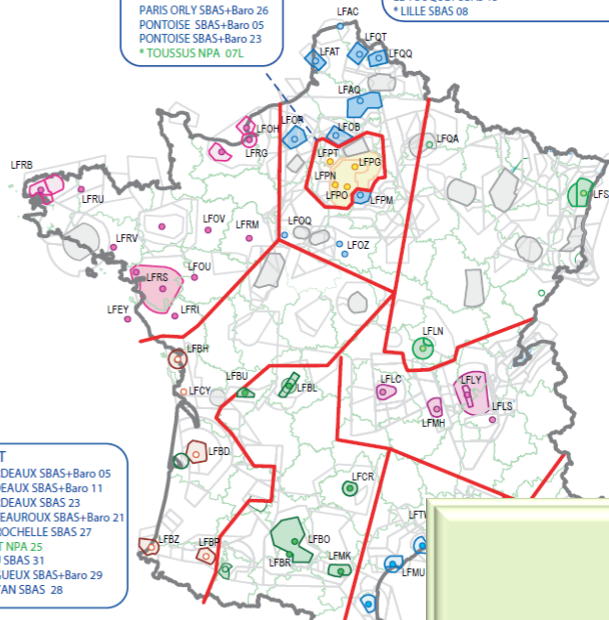 PARIS ORLY SBAS+Baro 26
PONTOISE SBAS+Baro 05
PONTOISE SBAS+Baro 23
* TOUSSUS NPA 07L
* LILLE SBAS 08
LFAC
LFAT
LFQT
LFQQ
LFAQ
LFOH
LFOP
LFOB
LFRG
LFQA
LFPT
LFPG
LFPN
LFPO
LFPM
LFRB
LFRU
LFOV
LFRM
LFOQ
LFOZ
LFRV
LFOU
LFRS
LFEY
LFRI
LFLN
LFBH
LFBU
LFBL
LFLC
LFLY
LFCY
LFMH
LFLS
LFBD
LFCR
LFBZ
LFBP
LFBO
LFBR
LFMK
LFMU
DEAUX SBAS+Baro 05
DEAUX SBAS+Baro 11
DEAUX SBAS 23
EAUROUX SBAS+Baro 21
OCHELLE SBAS 27
NPA 25
SBAS 31
GUEUX SBAS+Baro 29
AN SBAS 28